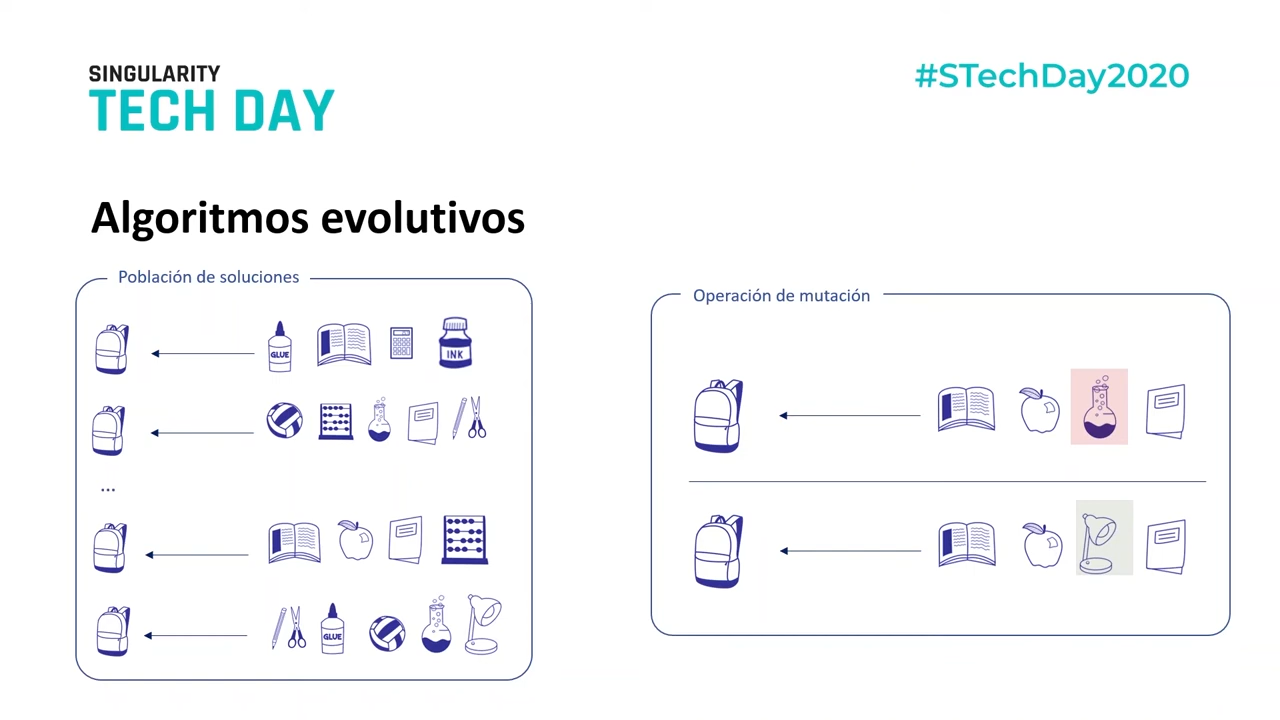 SINGULARITY
TECH DAY
#STechDay2020
Algoritmos evolutivos
Población de soluciones
GLUE
INK
...
GLUE
Operación de mutación